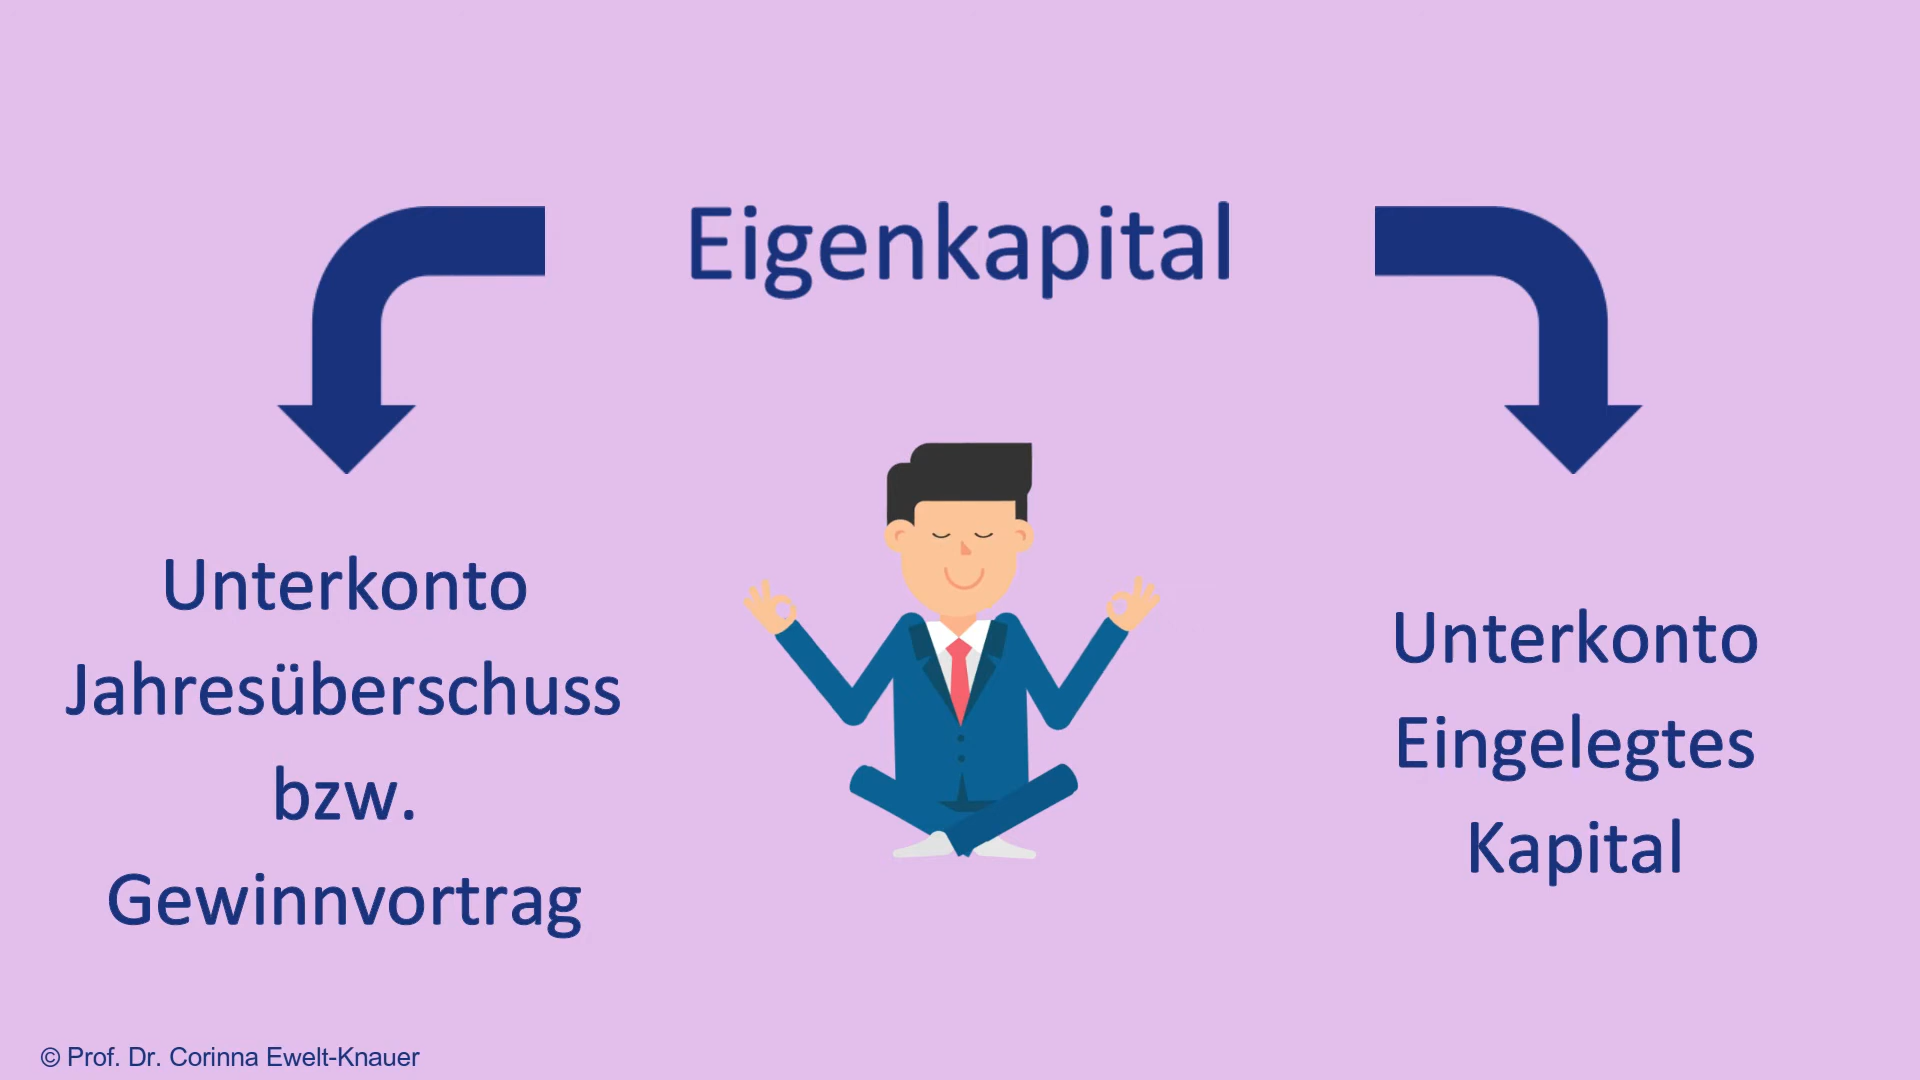 Eigenkapital
Unterkonto
Jahresüberschuss
bzw.
Gewinnvortrag
Unterkonto
Eingelegtes
Kapital
© Prof. Dr. Corinna Ewelt-Knauer